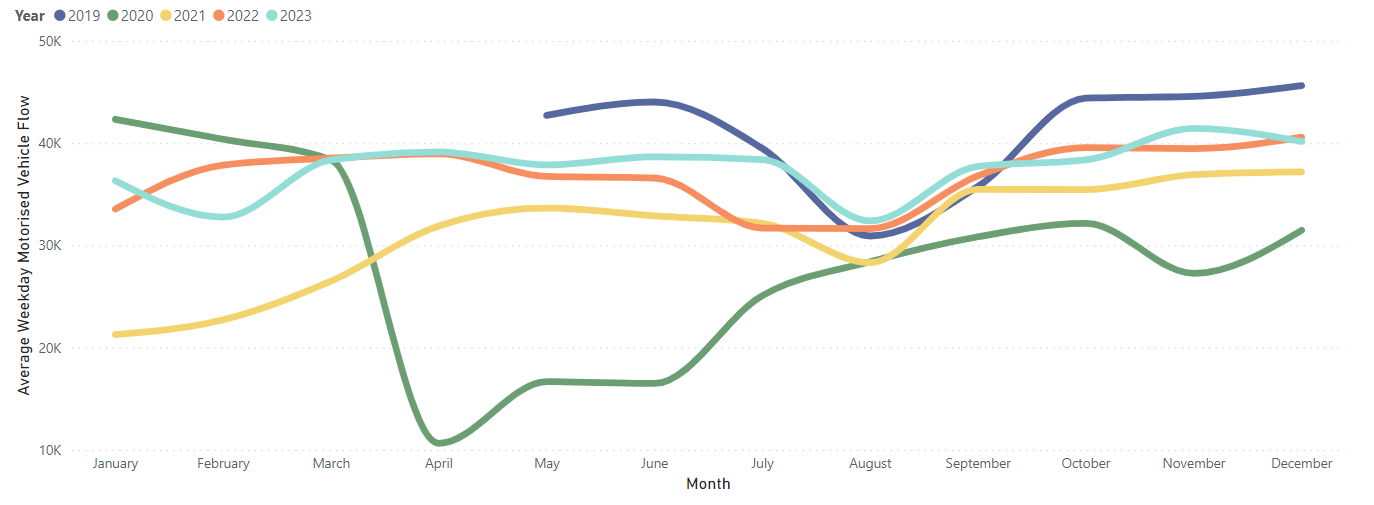 Year 2019 2020 2021 2022 2023
50K
40K
30K
20K
10K
Average Weekday Motorised Vehicle Flow
January February March April May June July August September October November December
Month